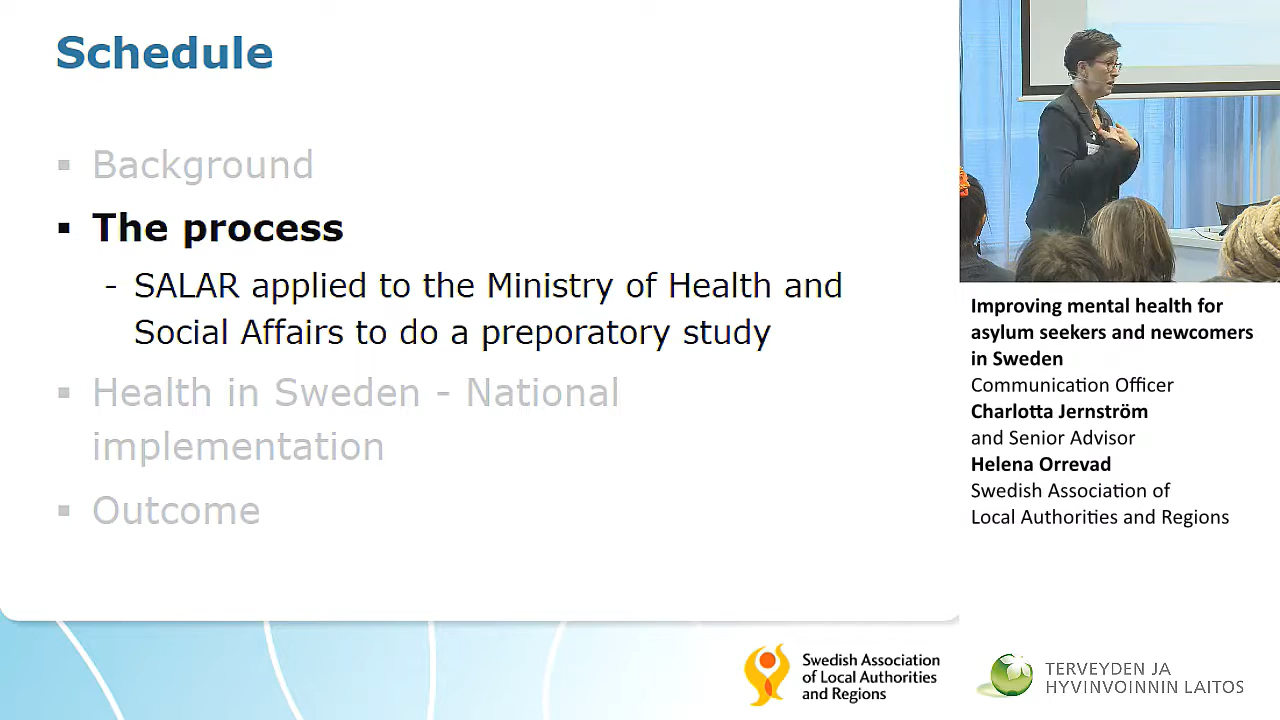 Schedule
Background
The process
- SALAR applied to the Ministry of Health and
Social Affairs to do a preporatory study
Health in Sweden - National
implementation
Outcome
Improving mental health for
asylum seekers and newcomers
in Sweden
Communication Officer
Charlotta Jernström
and Senior Advisor
Helena Orrevad
Swedish Association of
Local Authorities and Regions
Swedish Association
of Local Authorities
and Regions
TERVEYDEN JA
HYVINVOINNIN LAITOS